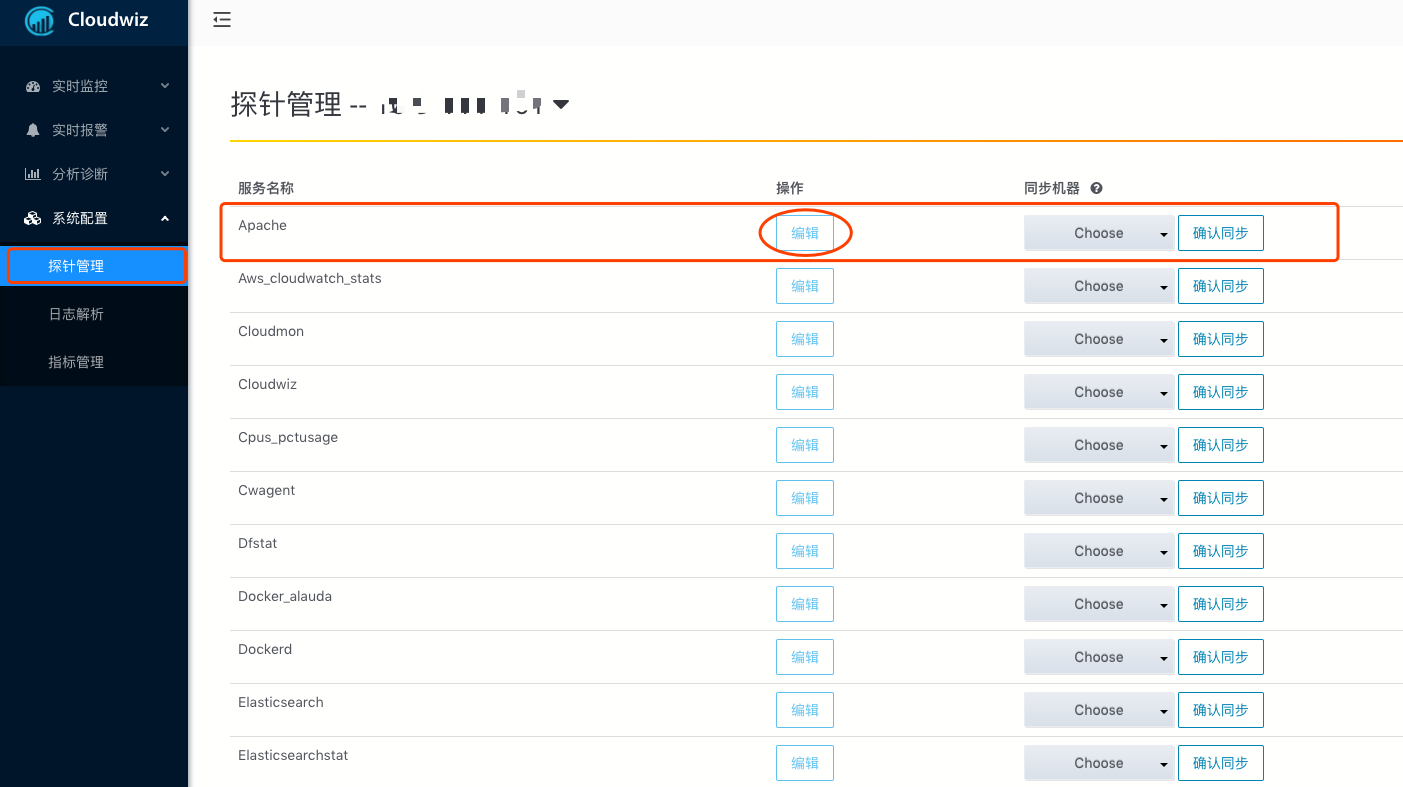 Cloudwiz
实时监控
实时报警
分析诊断
系统配置
探针管理
日志解析
指标管理
探针管理 --
服务名称 操作 同步机器
Apache 编辑 Choose 确认同步
Aws_cloudwatch_stats 编辑 Choose 确认同步
Cloudmon 编辑 Choose 确认同步
Cloudwiz 编辑 Choose 确认同步
Cpus_pctusage 编辑 Choose 确认同步
Cwagent 编辑 Choose 确认同步
Dfstat 编辑 Choose 确认同步
Docker_alauda 编辑 Choose 确认同步
Dockerd 编辑 Choose 确认同步
Elasticsearch 编辑 Choose 确认同步
Elasticsearchstat 编辑 Choose 确认同步